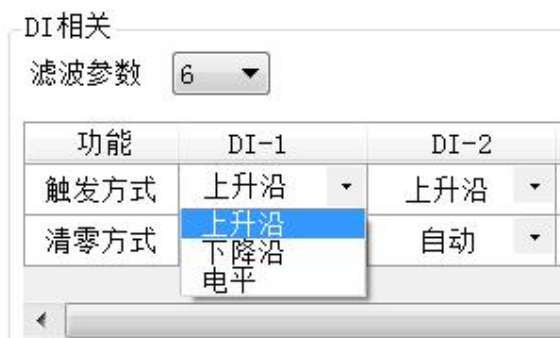 DI相关
滤波参数 6
功能 DI-1 DI-2
触发方式 上升沿 上升沿
上升沿
清零方式 下降沿 自动
电平